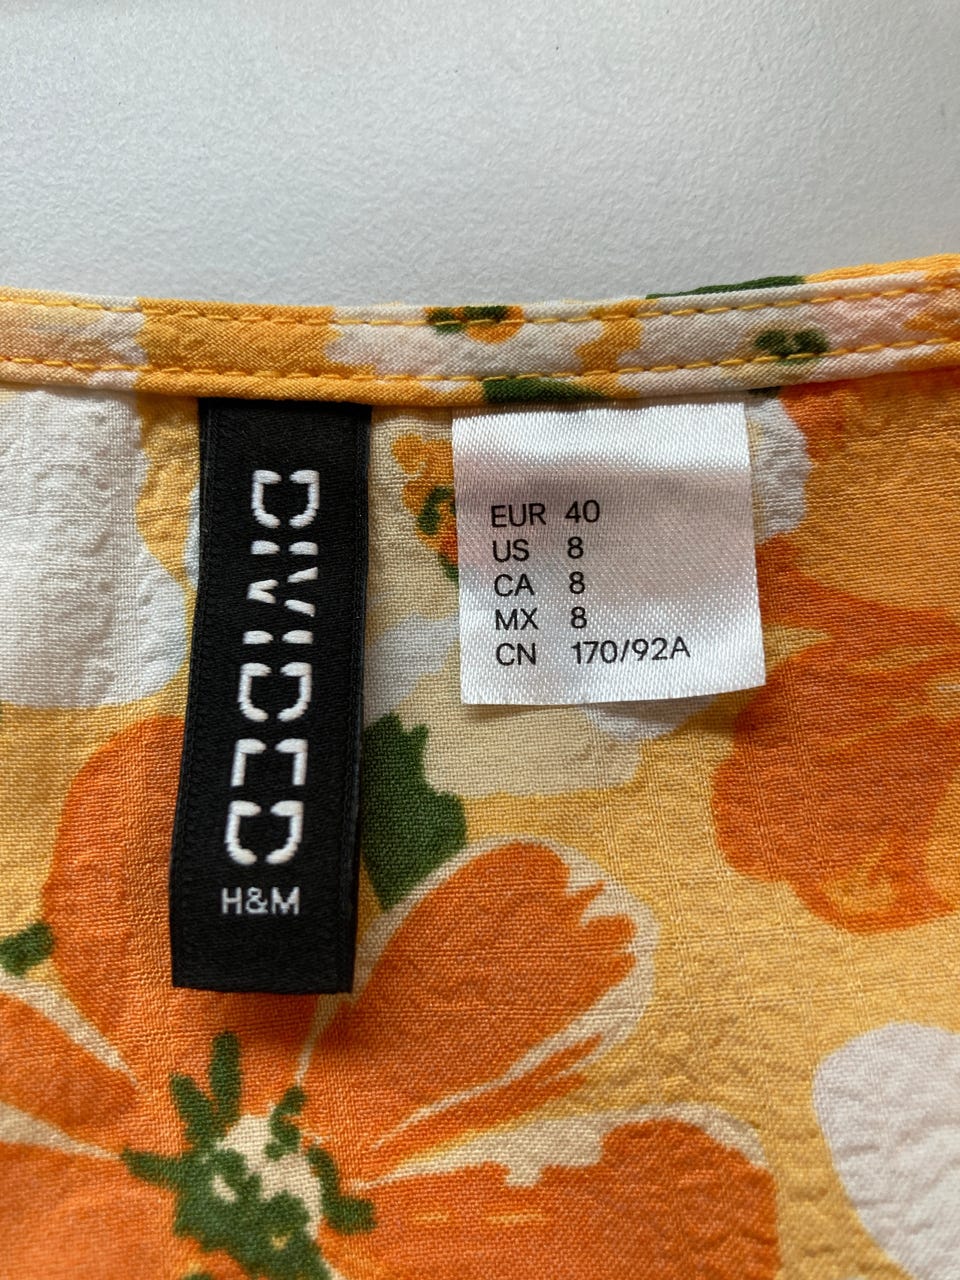 DIVIDED
H&M
EUR 40
US 8
CA 8
MX 8
CN 170/92A